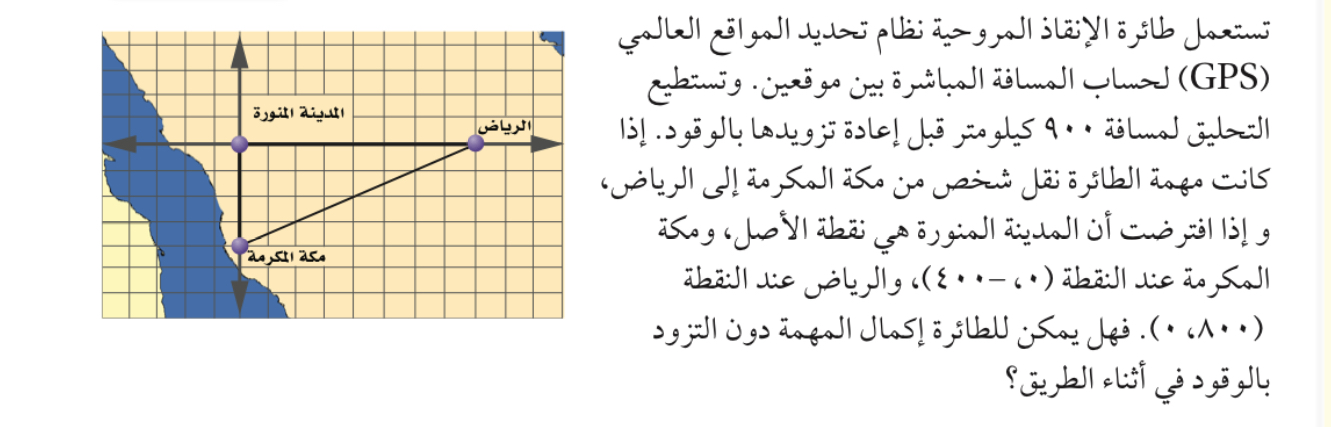 تستعمل طائرة الإنقاذ المروحية نظام تحديد المواقع العالمي
(GPS) لحساب المسافة المباشرة بين موقعين. وتستطيع
التحليق لمسافة ٩٠٠ كيلومتر قبل إعادة تزويدها بالوقود. إذا
كانت مهمة الطائرة نقل شخص من مكة المكرمة إلى الرياض،
و إذا افترضت أن المدينة المنورة هي نقطة الأصل، ومكة
المكرمة عند النقطة (٠، –٤٠٠)، والرياض عند النقطة
(٨٠٠، ٠). فهل يمكن للطائرة إكمال المهمة دون التزود
بالوقود في أثناء الطريق؟
المدينة المنورة
الرياض
مكة المكرمة